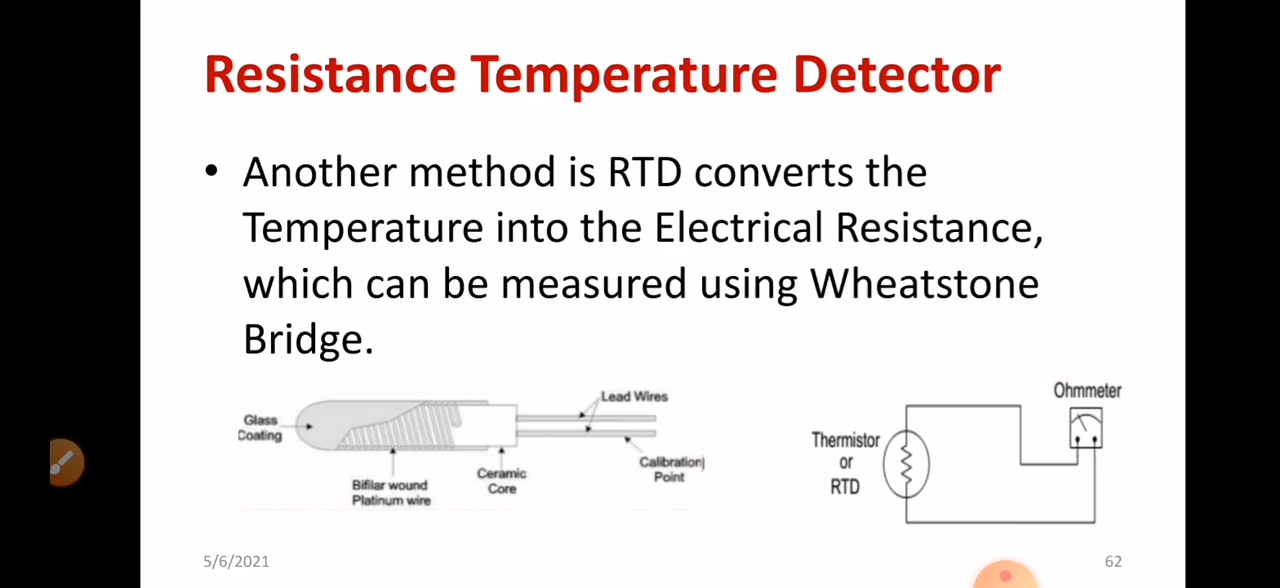 Resistance Temperature Detector
• Another method is RTD converts the
Temperature into the Electrical Resistance,
which can be measured using Wheatstone
Bridge.
Glass
Coating
Bifilar wound
Platinum wire
Ceramic
Core
Lead Wires
Calibration
Point
Thermistor
or
RTD
Ohmmeter
5/6/2021
62